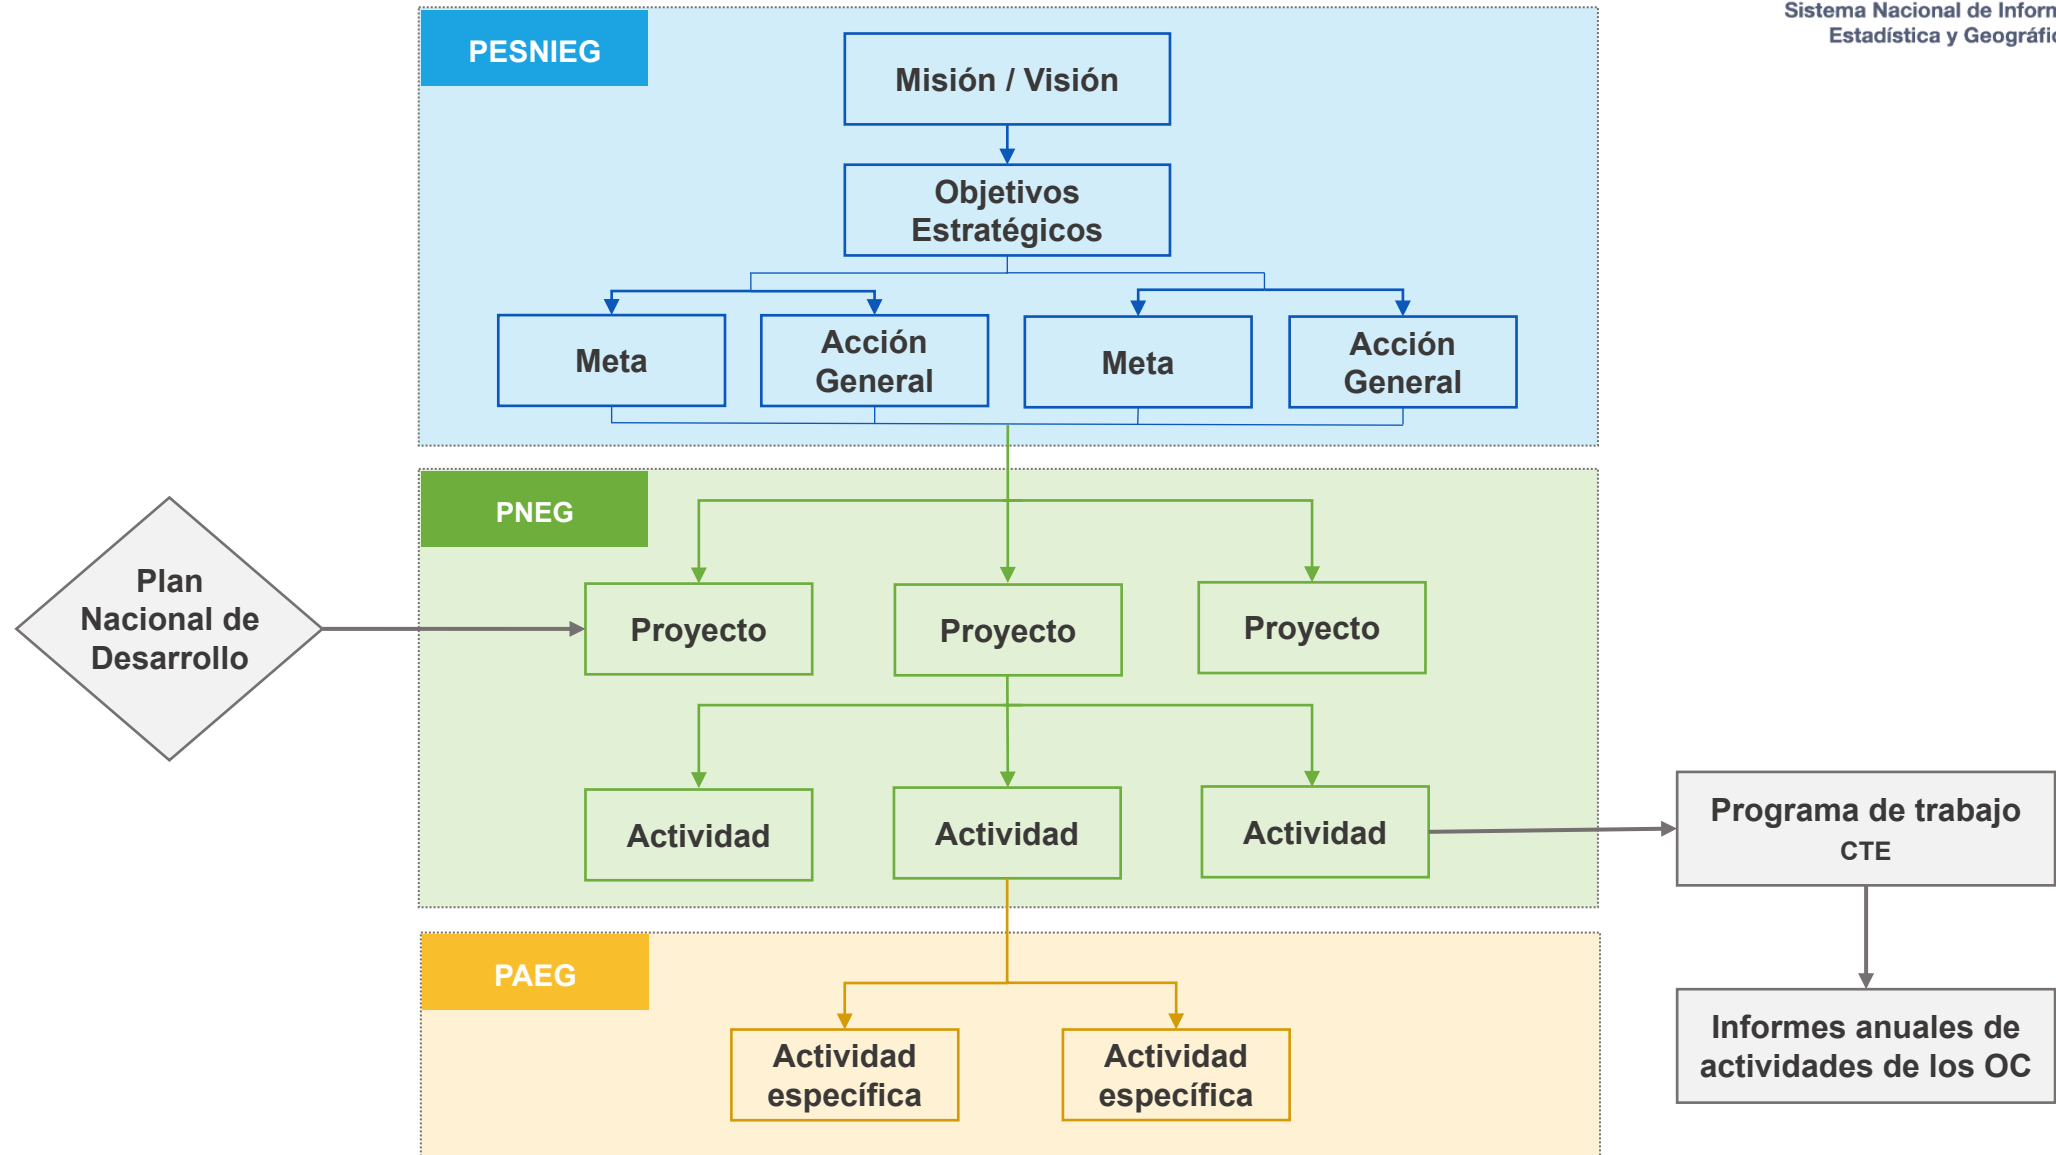 Sistema Nacional de Inform
Estadística y Geográfic
PESNIEG
Misión / Visión
Objetivos
Estratégicos
Meta
Acción
General
Meta
Acción
General
PNEG
Plan
Nacional de
Desarrollo
Proyecto
Proyecto
Proyecto
Actividad
Actividad
Actividad
Programa de trabajo
CTE
PAEG
Actividad
específica
Actividad
específica
Informes anuales de
actividades de los OC